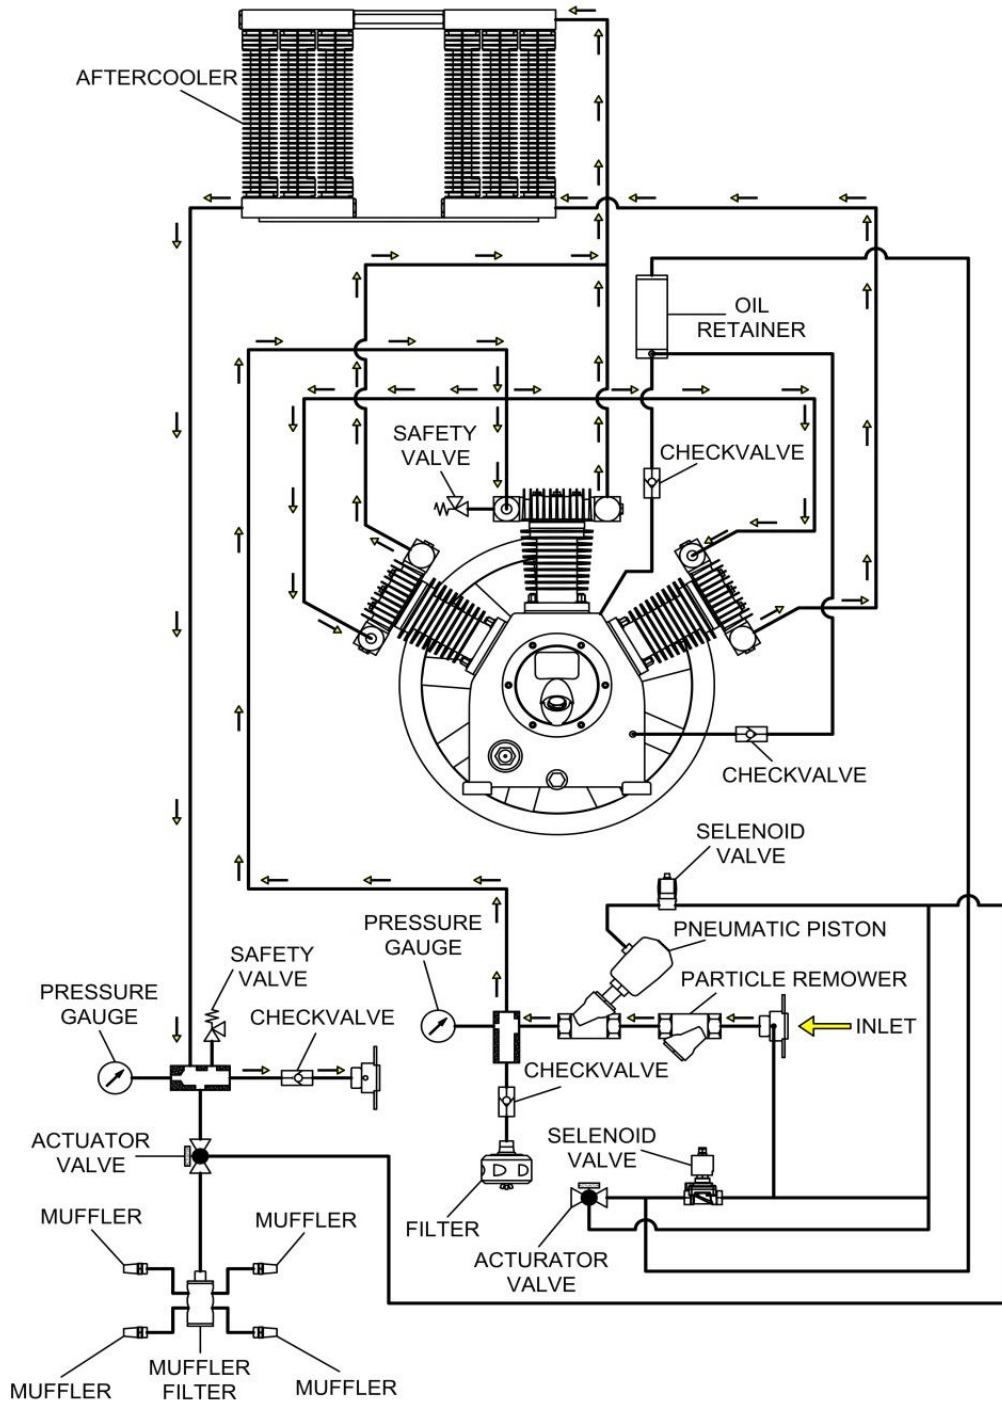 AFTERCOOLER
OIL
RETAINER
SAFETY
VALVE
CHECKVALVE
CHECKVALVE
SELENOID
VALVE
PRESSURE
GAUGE
PNEUMATIC PISTON
SAFETY
VALVE
PARTICLE REMOWER
PRESSURE
GAUGE
CHECKVALVE
INLET
CHECKVALVE
ACTUATOR
VALVE
SELENOID
VALVE
MUFFLER
MUFFLER
FILTER
ACTURATOR
VALVE
MUFFLER
MUFFLER
FILTER
MUFFLER